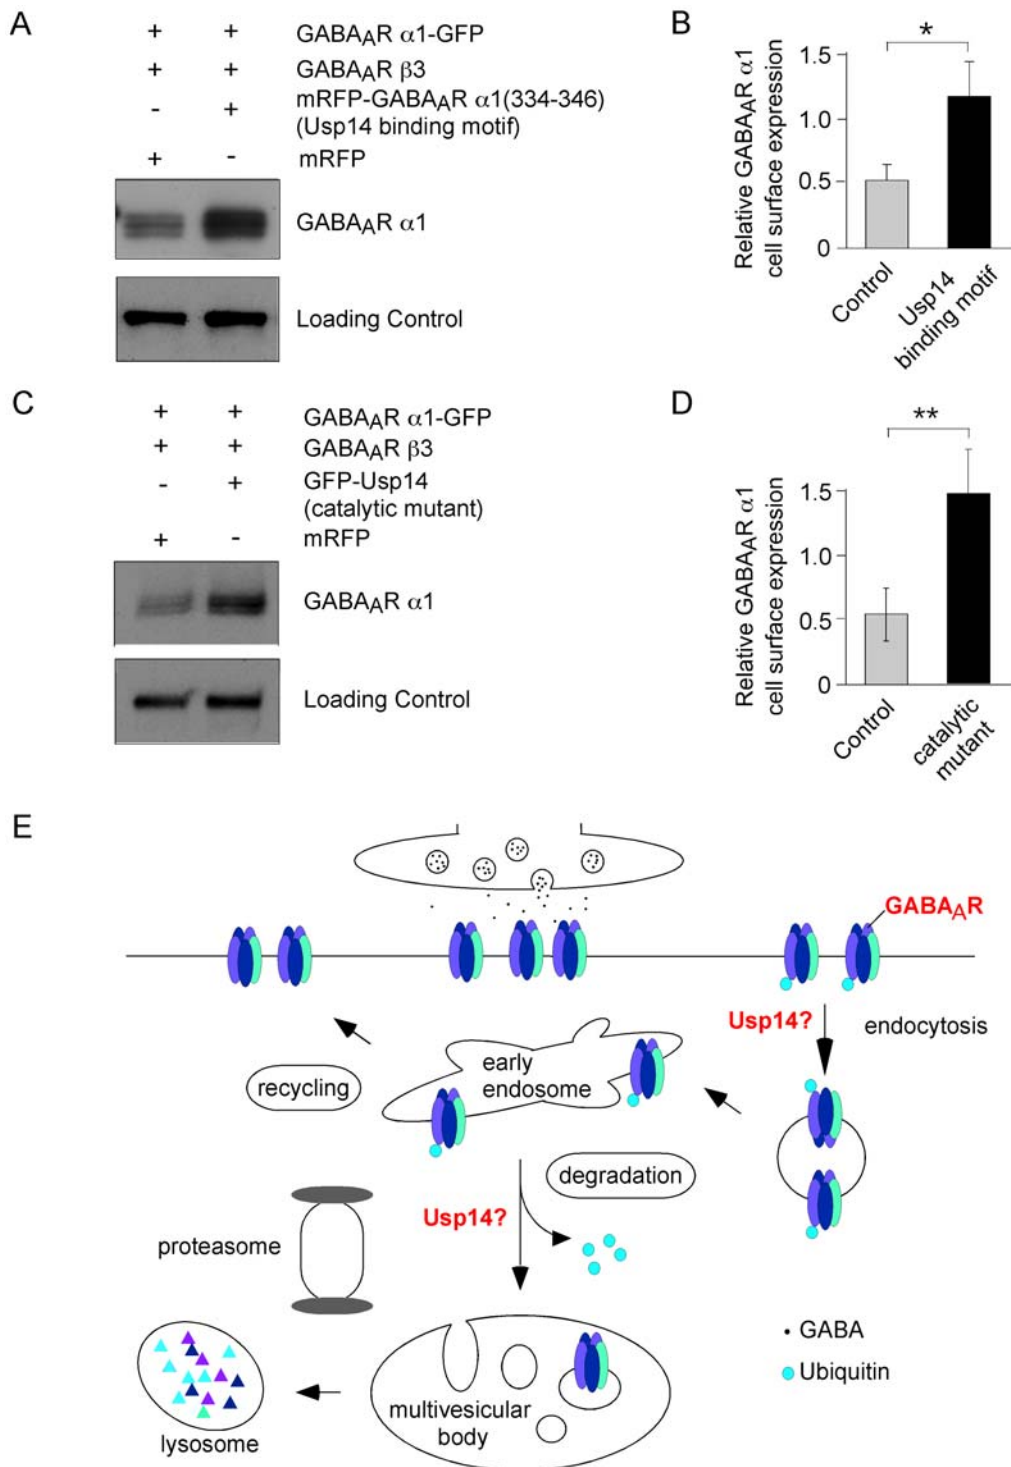 A
+ + GABAAR α1-GFP
+ + GABAAR β3
- + mRFP-GABAAR α1(334-346)
(Usp14 binding motif)
+ - mRFP
GABAAR α1
Loading Control
B
*
Relative GABAAR α1
cell surface expression
1.5
1.0
0.5
0
Control
Usp14
binding motif
C
+ + GABAAR α1-GFP
+ + GABAAR β3
- + GFP-Usp14
(catalytic mutant)
+ - mRFP
GABAAR α1
Loading Control
D
**
Relative GABAAR α1
cell surface expression
1.5
1.0
0.5
0
Control
catalytic
mutant
E
GABAAR
Usp14?
endocytosis
early
endosome
recycling
degradation
Usp14?
proteasome
GABA
Ubiquitin
multivesicular
body
lysosome